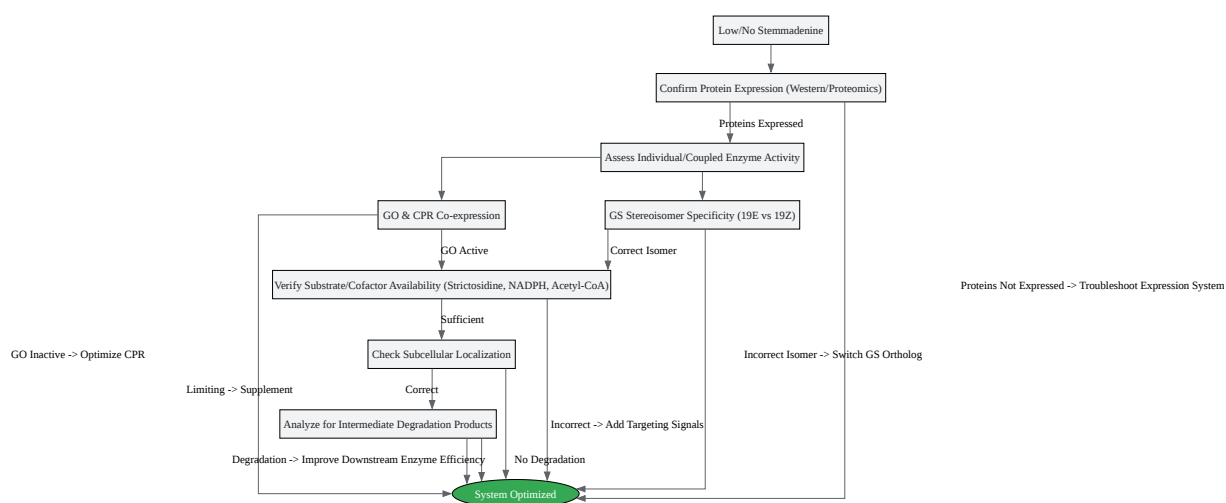 Low/No Stemmadenine
Confirm Protein Expression (Western/Proteomics)
Proteins Expressed
Assess Individual/Coupled Enzyme Activity
GO & CPR Co-expression
GS Stereoisomer Specificity (19E vs 19Z)
GO Active
Correct Isomer
Verify Substrate/Cofactor Availability (Strictosidine, NADPH, Acetyl-CoA)
Proteins Not Expressed -> Troubleshoot Expression System
Sufficient
GO Inactive -> Optimize CPR
Check Subcellular Localization
Incorrect Isomer -> Switch GS Ortholog
Limiting -> Supplement
Correct
Analyze for Intermediate Degradation Products
Incorrect -> Add Targeting Signals
Degradation -> Improve Downstream Enzyme Efficiency
No Degradation
System Optimized